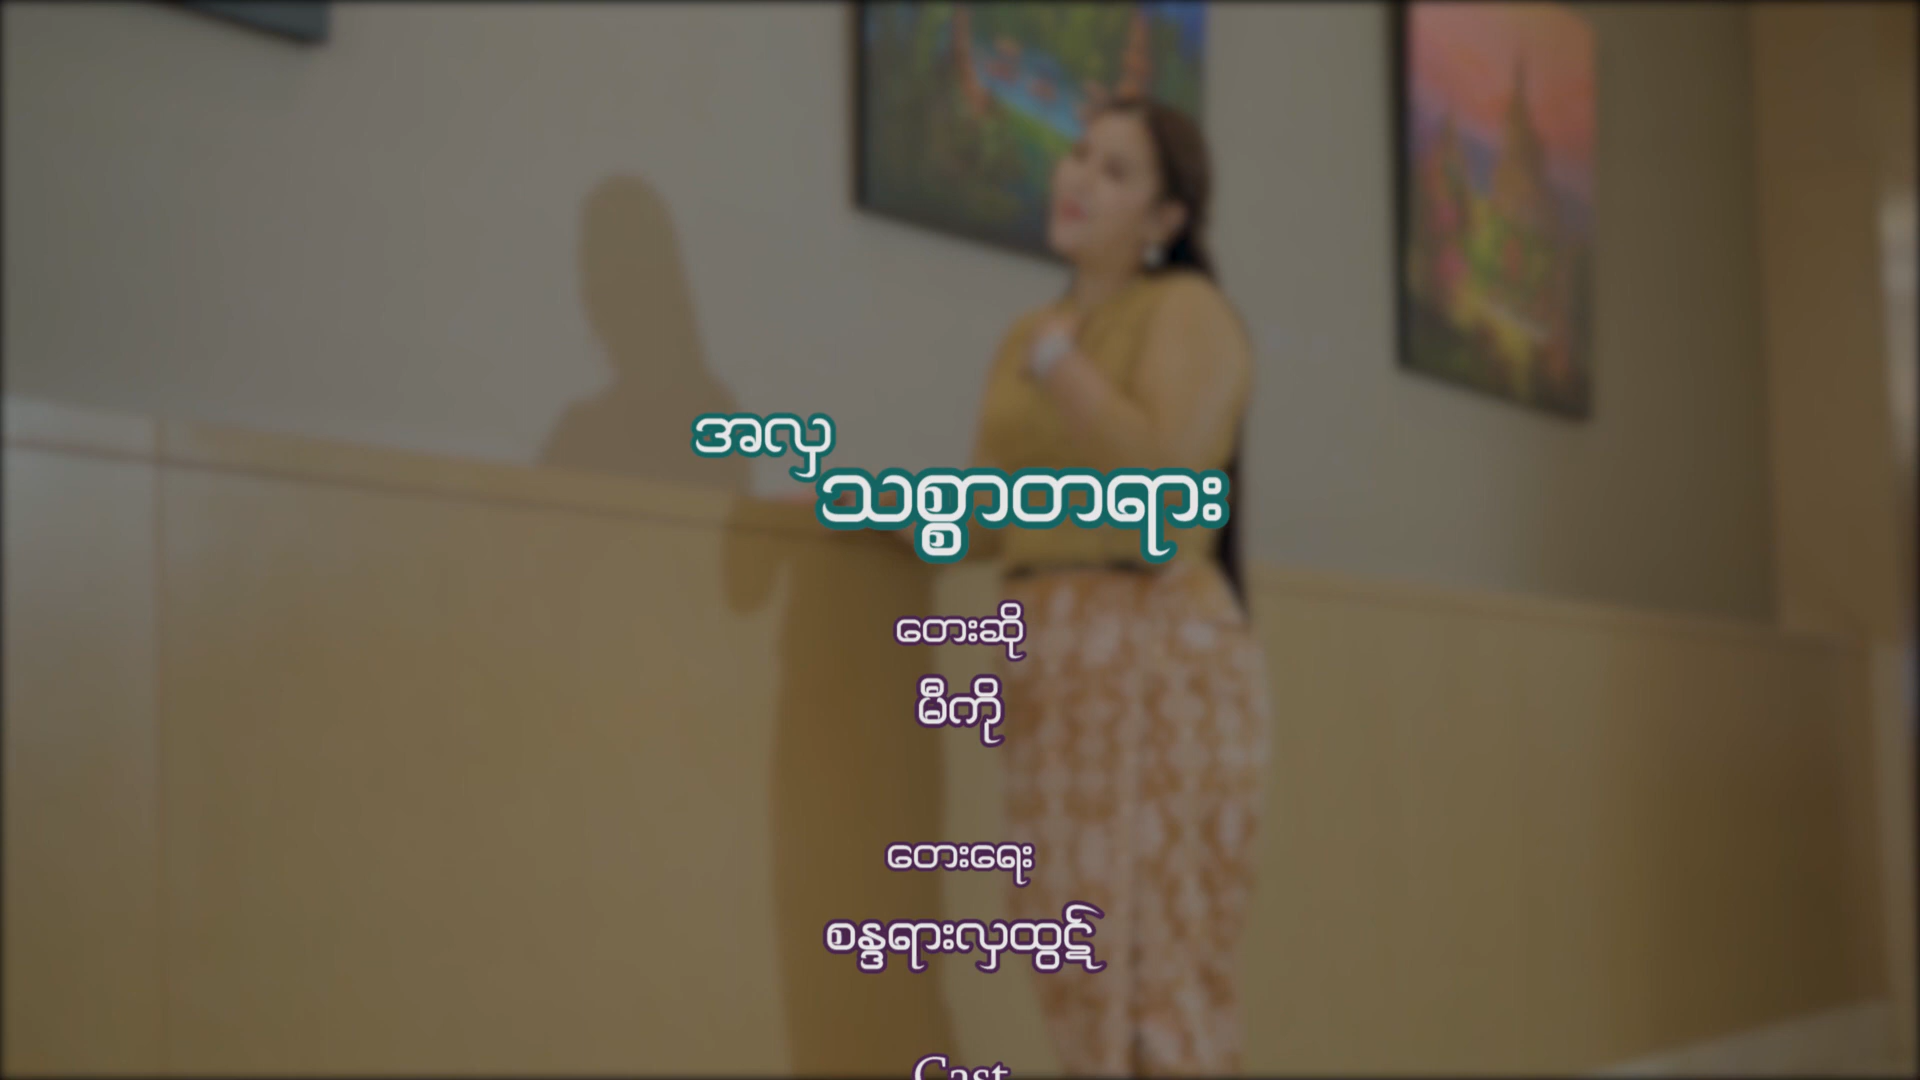 အလှ
သစ္စာတရား
တေးဆို
မီကို
တေးရေး
စန္ဒရားလှထွဋ်
Cast